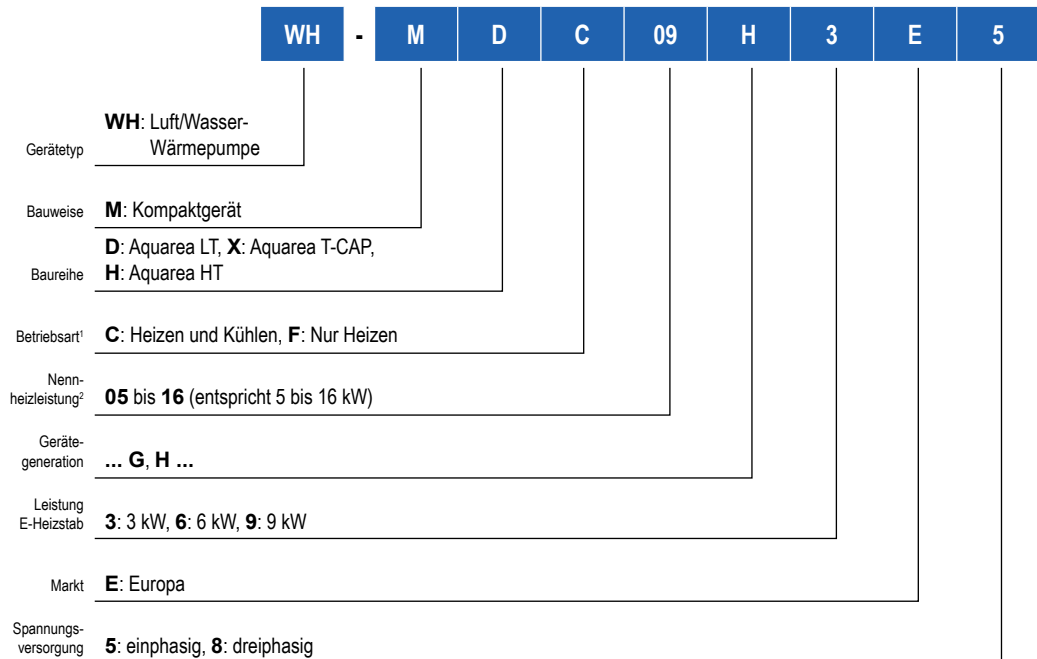 WH - M D C 09 H 3 E 5
WH: Luft/Wasser-
Wärmepumpe
Gerätetyp
Bauweise M: Kompaktgerät
D: Aquarea LT, X: Aquarea T-CAP,
Baureihe H: Aquarea HT
Betriebsart¹ C: Heizen und Kühlen, F: Nur Heizen
Nenn-
heizleistung² 05 bis 16 (entspricht 5 bis 16 kW)
Geräte-
generation ... G, H ...
Leistung
E-Heizstab 3: 3 kW, 6: 6 kW, 9: 9 kW
Markt E: Europa
Spannungs-
versorgung 5: einphasig, 8: dreiphasig